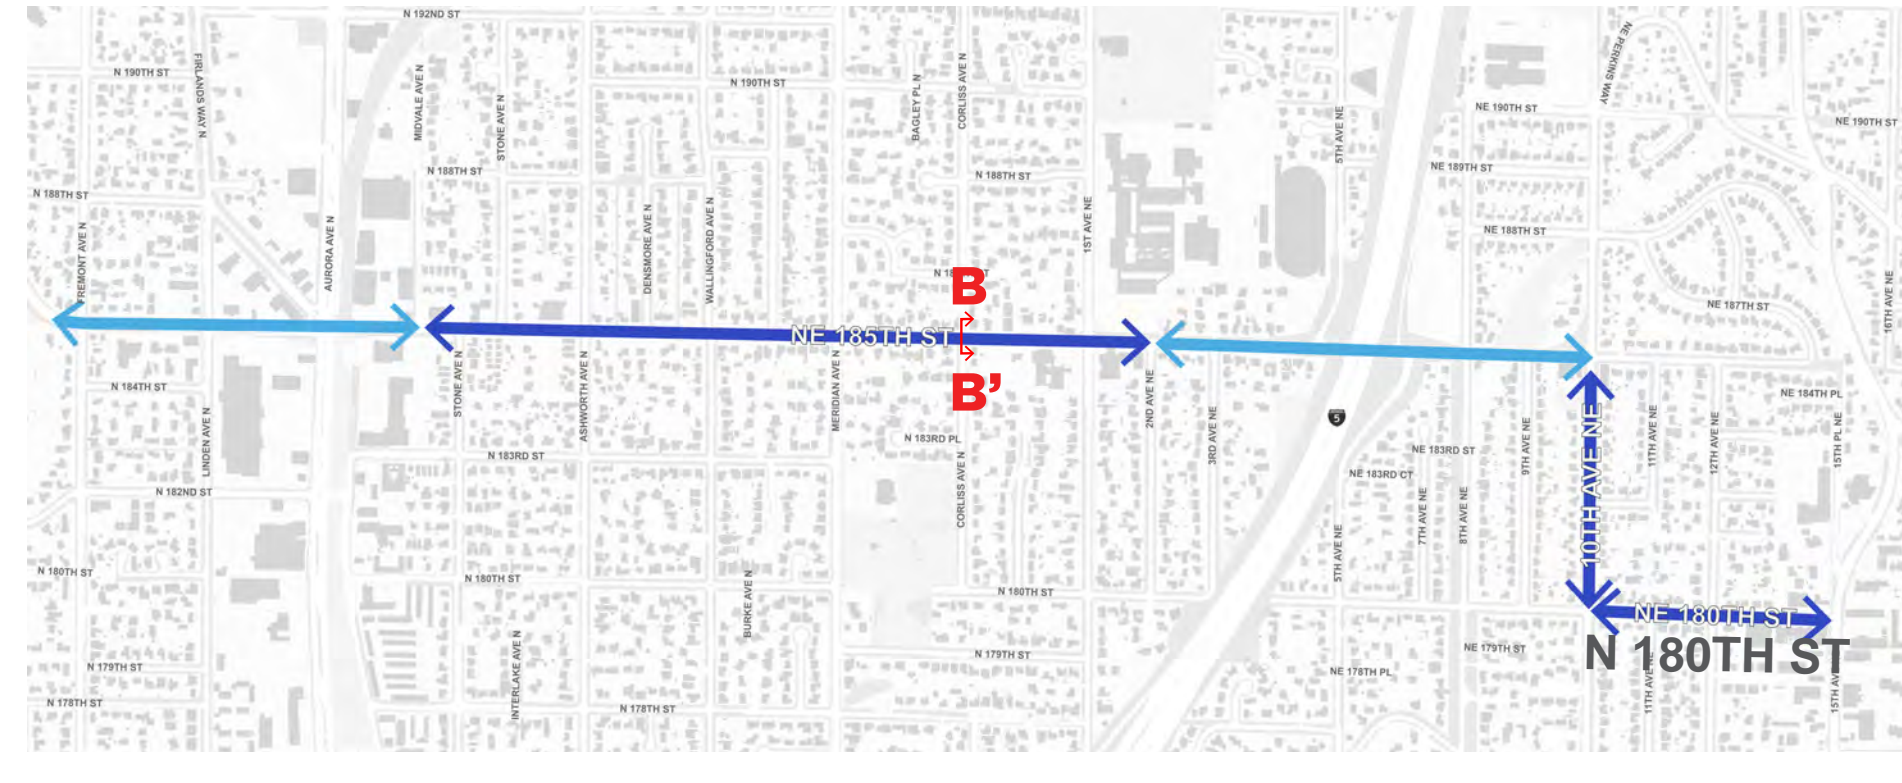 N 192ND ST
N 190TH ST
FIRLANDS WAY N
MIDVALE AVE N
STONE AVE N
N 190TH ST
BAGLEY PL N
CORLISS AVE N
5TH AVE NE
NE PERKINS WAY
NE 190TH ST
NE 190TH ST
N 188TH ST
N 188TH ST
N 188TH ST
NE 189TH ST
NE 188TH ST
FREMONT AVE N
AURORA AVE N
DENSMORE AVE N
WALLINGFORD AVE N
1ST AVE NE
16TH AVE NE
NE 187TH ST
B
NE 185TH ST
B’
N 184TH ST
LINDEN AVE N
STONE AVE N
ASHWORTH AVE N
MERIDIAN AVE N
2ND AVE NE
3RD AVE NE
5
NE 184TH PL
10TH AVE NE
9TH AVE NE
11TH AVE NE
12TH AVE NE
15TH PL NE
N 183RD PL
N 183RD ST
NE 183RD ST
NE 183RD CT
N 182ND ST
CORLISS AVE N
5TH AVE NE
7TH AVE NE
8TH AVE NE
N 180TH ST
N 180TH ST
N 180TH ST
BURKE AVE N
INTERLAKE AVE N
NE 180TH ST
N 180TH ST
N 179TH ST
N 179TH ST
NE 179TH ST
NE 178TH PL
N 178TH ST
N 178TH ST
11TH AVE NE
15TH AVE